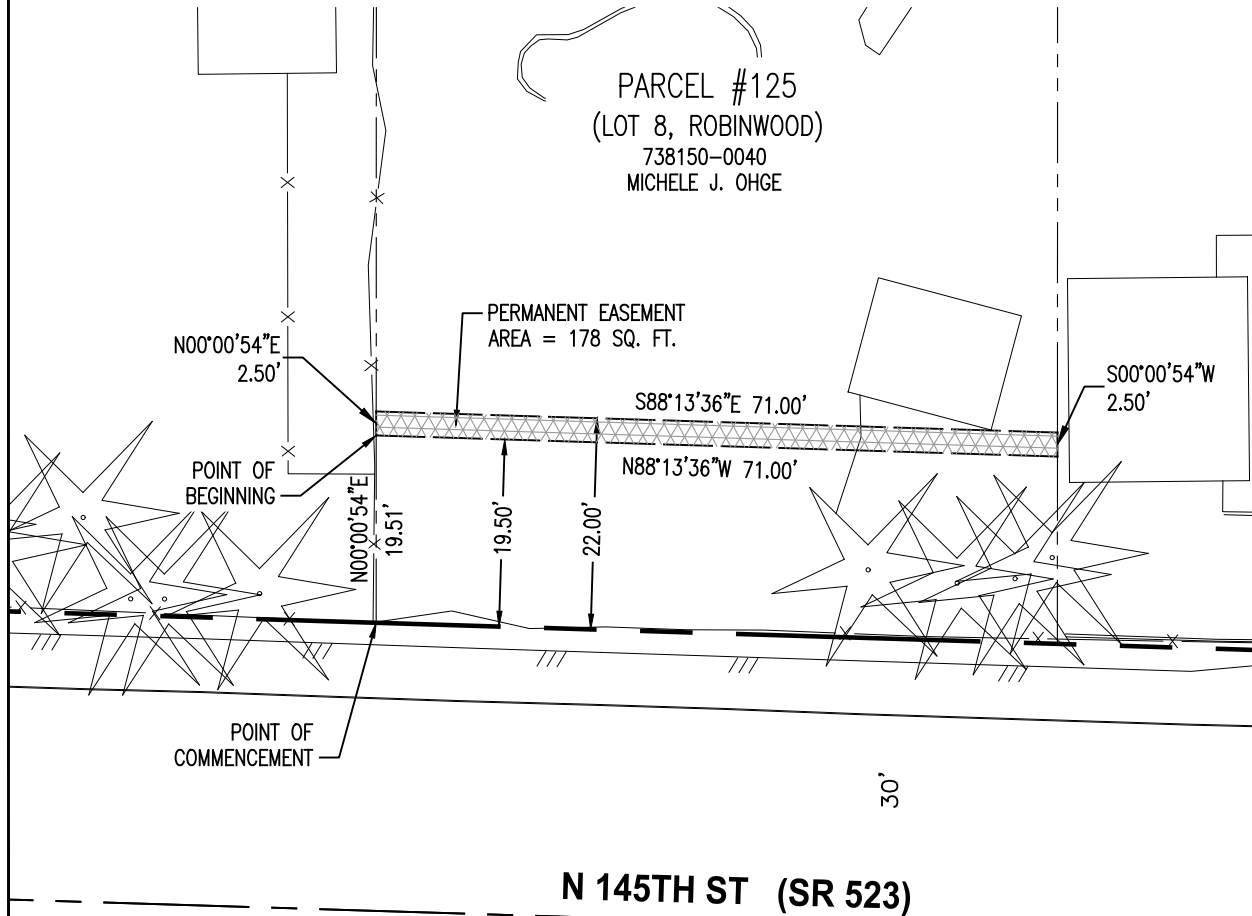 PARCEL #125
(LOT 8, ROBINWOOD)
738150-0040
MICHELE J. OHGE
PERMANENT EASEMENT
AREA = 178 SQ. FT.
N00°00'54"E
2.50'
S88°13'36"E 71.00'
S00°00'54"W
2.50'
N88°13'36"W 71.00'
POINT OF
BEGINNING
N00°00'54"E
19.51'
19.50'
22.00'
POINT OF
COMMENCEMENT
30'
N 145TH ST (SR 523)